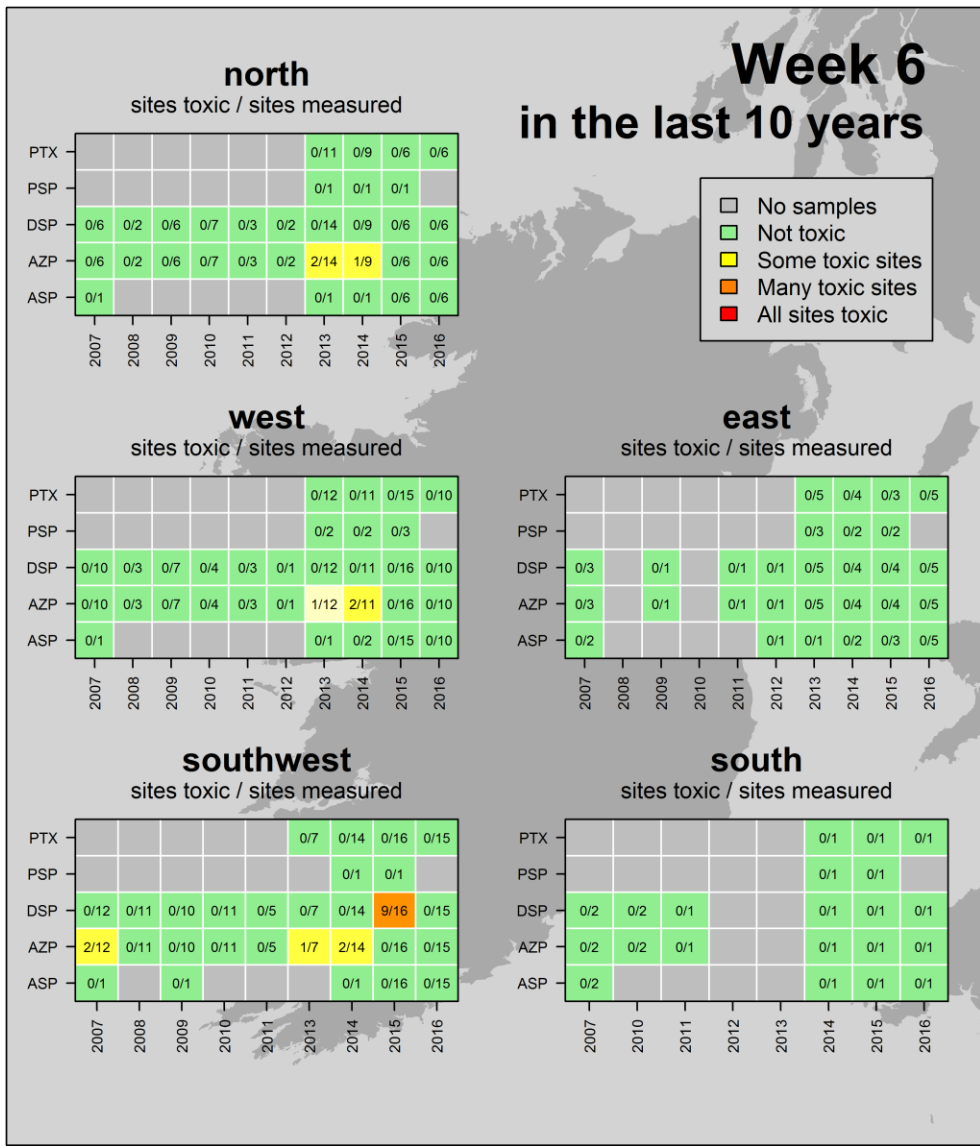 Week 6
in the last 10 years
No samples
Not toxic
Some toxic sites
Many toxic sites
All sites toxic
north
sites toxic / sites measured
PTX 0/11 0/9 0/6 0/6
PSP 0/1 0/1 0/1
DSP 0/6 0/2 0/6 0/7 0/3 0/2 0/14 0/9 0/6 0/6
AZP 0/6 0/2 0/6 0/7 0/3 0/2 2/14 1/9 0/6 0/6
ASP 0/1 0/1 0/1 0/6 0/6
2007 2008 2009 2010 2011 2012 2013 2014 2015 2016
west
sites toxic / sites measured
PTX 0/12 0/11 0/15 0/10
PSP 0/2 0/2 0/3
DSP 0/10 0/3 0/7 0/4 0/3 0/1 0/12 0/11 0/16 0/10
AZP 0/10 0/3 0/7 0/4 0/3 0/1 1/12 2/11 0/16 0/10
ASP 0/1 0/1 0/2 0/15 0/10
2007 2008 2009 2010 2011 2012 2013 2014 2015 2016
east
sites toxic / sites measured
PTX 0/5 0/4 0/3 0/5
PSP 0/3 0/2 0/2
DSP 0/3 0/1 0/1 0/1 0/5 0/4 0/4 0/5
AZP 0/3 0/1 0/1 0/1 0/5 0/4 0/4 0/5
ASP 0/2 0/1 0/1 0/2 0/3 0/5
2007 2008 2009 2010 2011 2012 2013 2014 2015 2016
southwest
sites toxic / sites measured
PTX 0/7 0/14 0/16 0/15
PSP 0/1 0/1
DSP 0/12 0/11 0/10 0/11 0/5 0/7 0/14 9/16 0/15
AZP 2/12 0/11 0/10 0/11 0/5 1/7 2/14 0/16 0/15
ASP 0/1 0/1 0/1 0/16 0/15
2007 2008 2009 2010 2011 2013 2014 2015 2016
south
sites toxic / sites measured
PTX 0/1 0/1 0/1
PSP 0/1 0/1
DSP 0/2 0/2 0/1 0/1 0/1 0/1
AZP 0/2 0/2 0/1 0/1 0/1 0/1
ASP 0/2 0/1 0/1 0/1
2007 2010 2011 2012 2013 2014 2015 2016